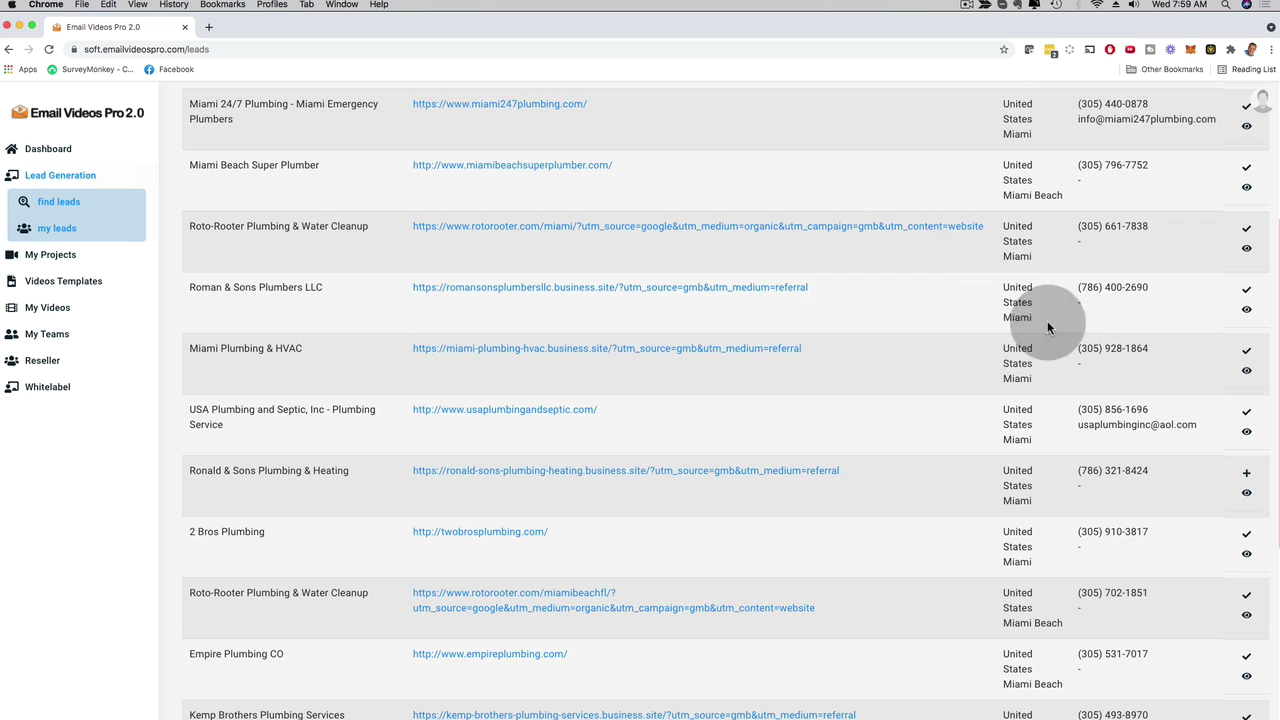 Chrome File Edit View History Bookmarks Profiles Tab Window Help Wed 7:59 AM
Email Videos Pro 2.0
soft.emailvideospro.com/leads
Apps SurveyMonkey - C... Facebook Other Bookmarks Reading List
Email Videos Pro 2.0
Dashboard
Lead Generation
find leads
my leads
My Projects
Videos Templates
My Videos
My Teams
Reseller
Whitelabel
Miami 24/7 Plumbing - Miami Emergency https://www.miami247plumbing.com/ United (305) 440-0878
Plumbers States info@miami247plumbing.com
Miami
Miami Beach Super Plumber http://www.miamibeachsuperplumber.com/ United (305) 796-7752
States -
Miami Beach
Roto-Rooter Plumbing & Water Cleanup https://www.rotorooter.com/miami/?utm_source=google&utm_medium=organic&utm_campaign=gmb&utm_content=website United (305) 661-7838
States -
Miami
Roman & Sons Plumbers LLC https://romansonsplumbersllc.business.site/?utm_source=gmb&utm_medium=referral United (786) 400-2690
States -
Miami
Miami Plumbing & HVAC https://miami-plumbing-hvac.business.site/?utm_source=gmb&utm_medium=referral United (305) 928-1864
States -
Miami
USA Plumbing and Septic, Inc - Plumbing http://www.usaplumbingandseptic.com/ United (305) 856-1696
Service States usaplumbinginc@aol.com
Miami
Ronald & Sons Plumbing & Heating https://ronald-sons-plumbing-heating.business.site/?utm_source=gmb&utm_medium=referral United (786) 321-8424
States -
Miami
2 Bros Plumbing http://twobrosplumbing.com/ United (305) 910-3817
States -
Miami
Roto-Rooter Plumbing & Water Cleanup https://www.rotorooter.com/miamibeachfl/? United (305) 702-1851
utm_source=google&utm_medium=organic&utm_campaign=gmb&utm_content=website States -
Miami Beach
Empire Plumbing CO http://www.empireplumbing.com/ United (305) 531-7017
States -
Miami Beach
Kemp Brothers Plumbing Services https://kemp-brothers-plumbing-services.business.site/?utm_source=gmb&utm_medium=referral United (305) 493-8970